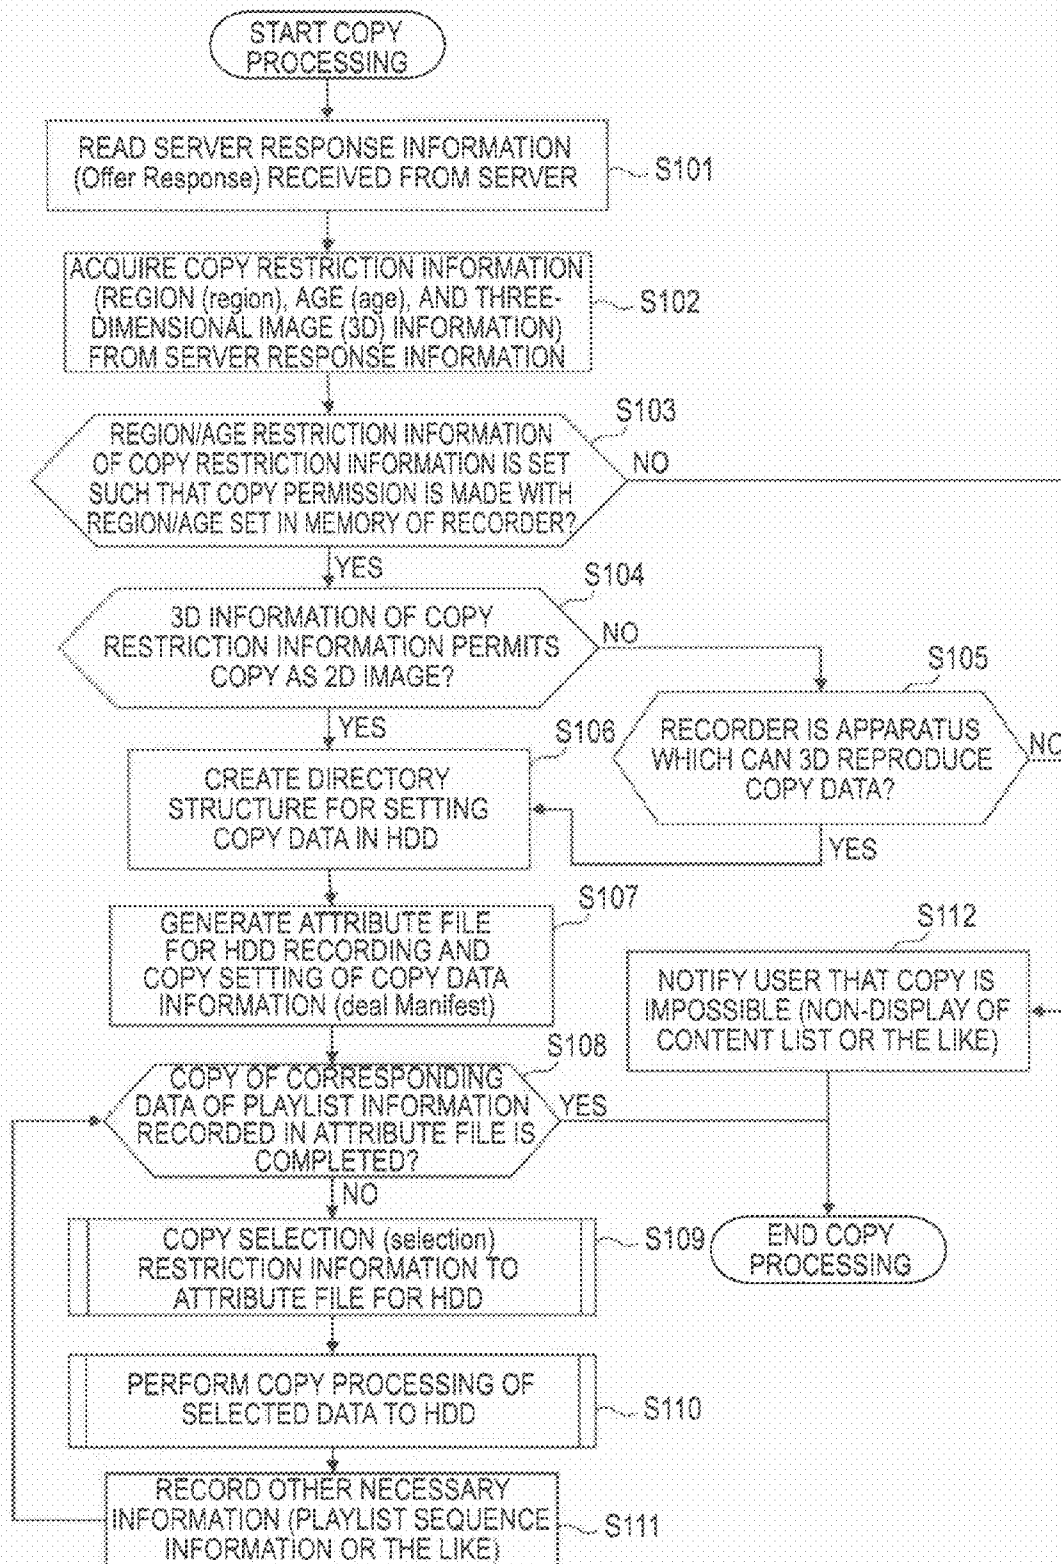 START COPY
PROCESSING
READ SERVER RESPONSE INFORMATION
(Offer Response) RECEIVED FROM SERVER
S101
ACQUIRE COPY RESTRICTION INFORMATION
(REGION (region), AGE (age), AND THREE-
DIMENSIONAL IMAGE (3D) INFORMATION)
FROM SERVER RESPONSE INFORMATION
S102
S103
REGION/AGE RESTRICTION INFORMATION
OF COPY RESTRICTION INFORMATION IS SET
SUCH THAT COPY PERMISSION IS MADE WITH
REGION/AGE SET IN MEMORY OF RECORDER?
NO
YES
S104
3D INFORMATION OF COPY
RESTRICTION INFORMATION PERMITS
COPY AS 2D IMAGE?
NO
YES
S105
RECORDER IS APPARATUS
WHICH CAN 3D REPRODUCE
COPY DATA?
NO
YES
S106
CREATE DIRECTORY
STRUCTURE FOR SETTING
COPY DATA IN HDD
S107
GENERATE ATTRIBUTE FILE
FOR HDD RECORDING AND
COPY SETTING OF COPY DATA
INFORMATION (deal Manifest)
S112
NOTIFY USER THAT COPY IS
IMPOSSIBLE (NON-DISPLAY OF
CONTENT LIST OR THE LIKE)
S108
COPY OF CORRESPONDING
DATA OF PLAYLIST INFORMATION
RECORDED IN ATTRIBUTE FILE IS
COMPLETED?
YES
NO
COPY SELECTION (selection)
RESTRICTION INFORMATION TO
ATTRIBUTE FILE FOR HDD
S109
END COPY
PROCESSING
PERFORM COPY PROCESSING OF
SELECTED DATA TO HDD
S110
RECORD OTHER NECESSARY
INFORMATION (PLAYLIST SEQUENCE
INFORMATION OR THE LIKE)
S111